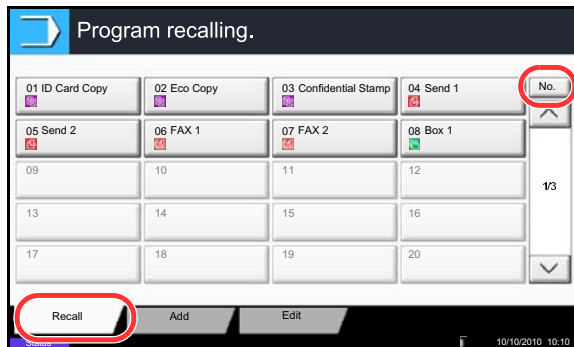 Program recalling.
01 ID Card Copy 02 Eco Copy 03 Confidential Stamp 04 Send 1 No.
05 Send 2 06 FAX 1 07 FAX 2 08 Box 1
09 10 11 12
1/3
13 14 15 16
17 18 19 20
Recall Add Edit
Status 10/10/2010 10:10